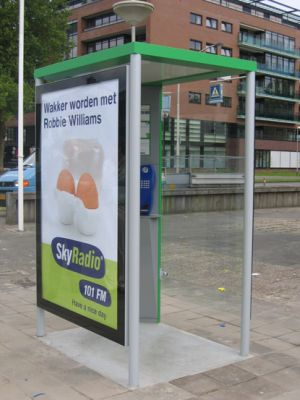 Wakker worden met
Robbie Williams
SkyRadio
101 FM
Have a nice day